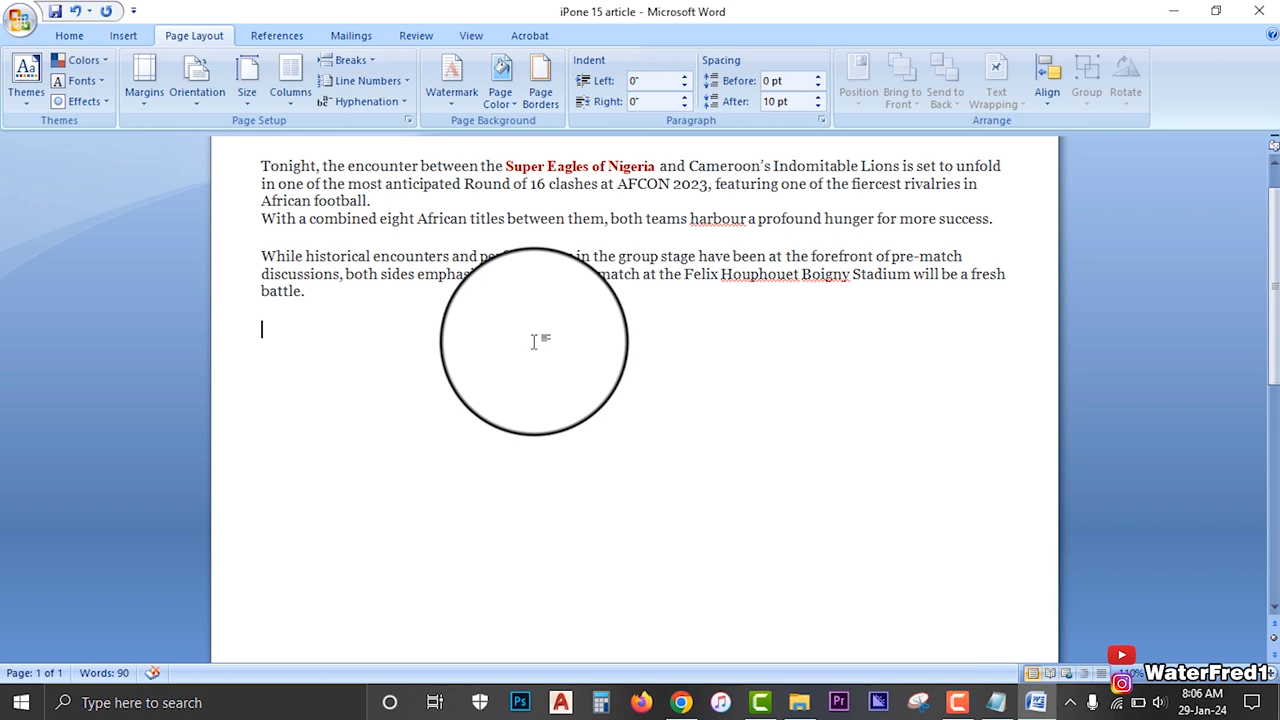 iPone 15 article - Microsoft Word
Home Insert Page Layout References Mailings Review View Acrobat
Themes
Colors
Fonts
Effects
Themes
Margins
Orientation
Size
Columns
Breaks
Line Numbers
Hyphenation
Page Setup
Watermark
Page Color
Page Borders
Page Background
Indent
Left: 0"
Right: 0"
Spacing
Before: 0 pt
After: 10 pt
Paragraph
Position
Bring to Front
Send to Back
Text Wrapping
Align
Group
Rotate
Arrange
Tonight, the encounter between the Super Eagles of Nigeria and Cameroon's Indomitable Lions is set to unfold
in one of the most anticipated Round of 16 clashes at AFCON 2023, featuring one of the fiercest rivalries in
African football.
With a combined eight African titles between them, both teams harbour a profound hunger for more success.
While historical encounters and in the group stage have been at the forefront of pre-match
discussions, both sides match at the Felix Houphouet Boigny Stadium will be a fresh
battle.
Page: 1 of 1 Words: 90
110%
WaterFred1
Type here to search
Ps
A
Pr
8:06 AM
29-Jan-24